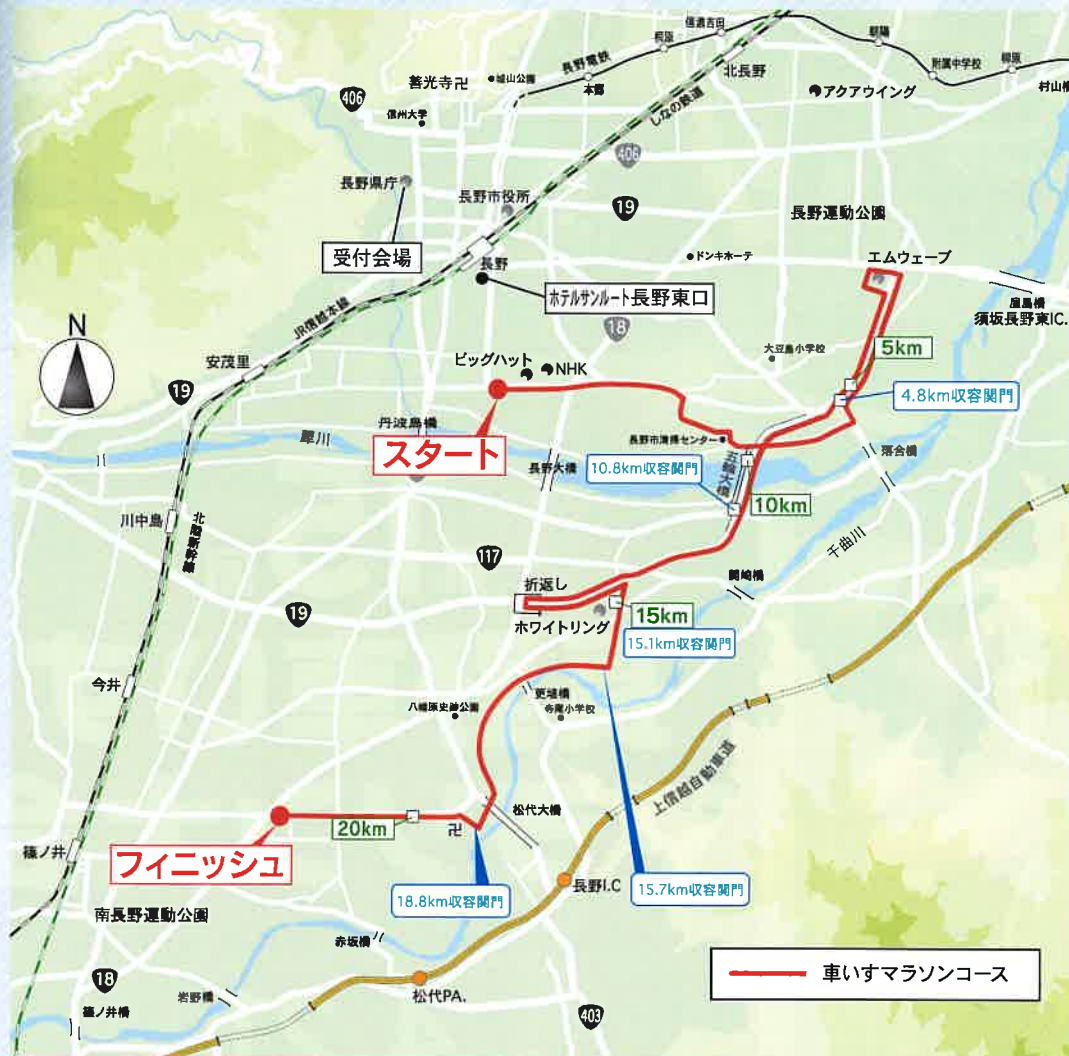 信濃吉田
桐原
朝陽
長野電鉄
善光寺卍
城山公園
本郷
北長野
附属中学校
柳原
村山橋
406
信州大学
しなの鉄道
アクアウイング
406
長野県庁
長野市役所
19
長野運動公園
受付会場
長野
ドンキホーテ
エムウェーブ
ホテルサンルート長野東口
屋島橋
須坂長野東IC.
JR信越本線
18
N
安茂里
ビッグハット
NHK
大豆島小学校
5km
19
4.8km収容関門
丹波島橋
スタート
犀川
長野大橋
長野市清掃センター
五輪大橋
落合橋
10.8km収容関門
10km
川中島
北陸新幹線
千曲川
117
関崎橋
折返し
19
ホワイトリング
15km
15.1km収容関門
今井
更埴橋
八幡原史跡公園
寺尾小学校
上信越自動車道
松代大橋
20km
卍
篠ノ井
フィニッシュ
長野I.C
15.7km収容関門
18.8km収容関門
南長野運動公園
赤坂橋
18
岩野橋
松代PA.
篠ノ井橋
403
車いすマラソンコース